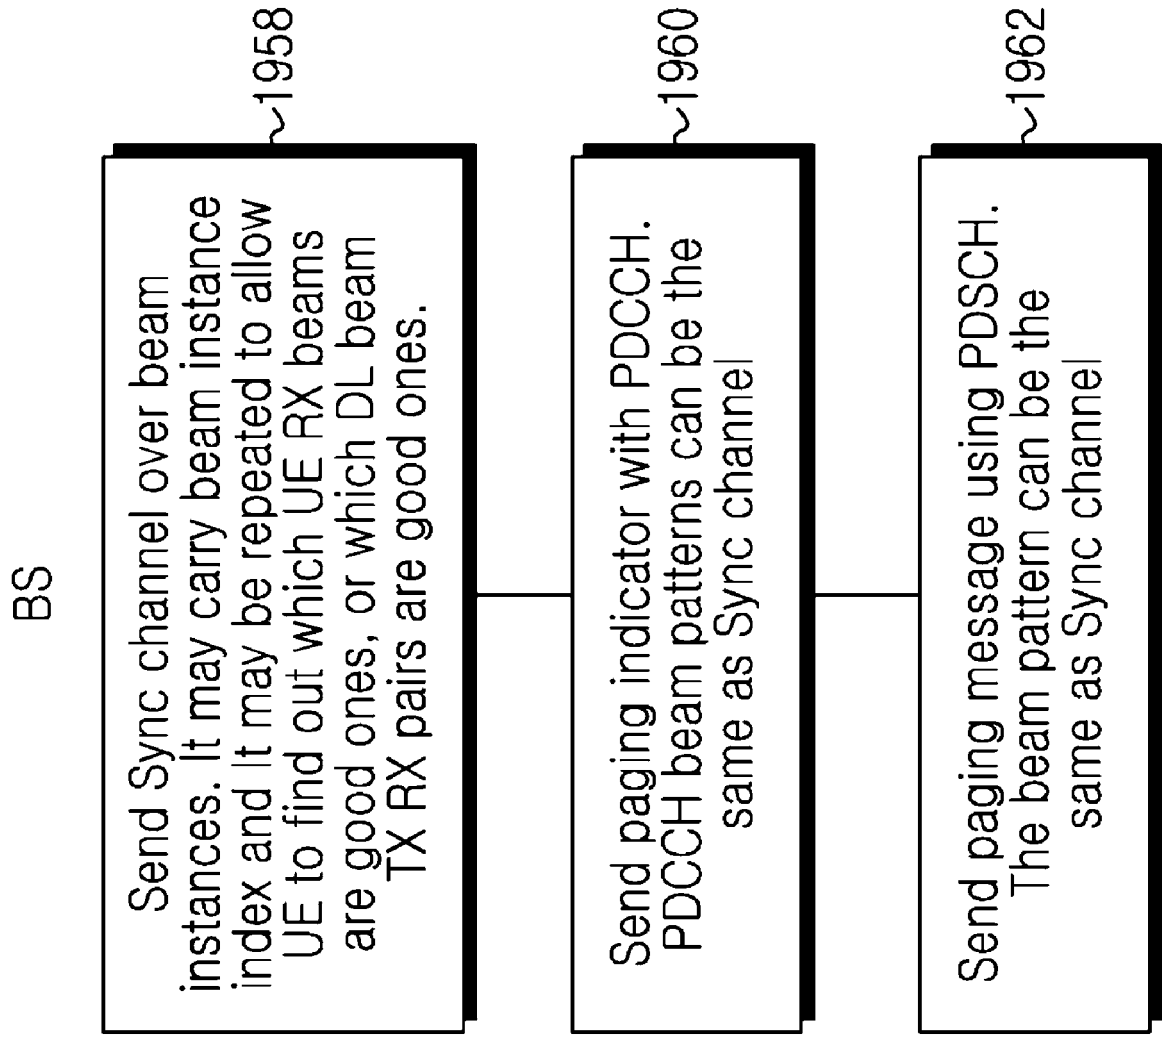 BS
Send Sync channel over beam
instances. It may carry beam instance
index and It may be repeated to allow
UE to find out which UE RX beams
are good ones, or which DL beam
TX RX pairs are good ones.
1958
Send paging indicator with PDCCH.
PDCCH beam patterns can be the
same as Sync channel
1960
Send paging message using PDSCH.
The beam pattern can be the
same as Sync channel
1962